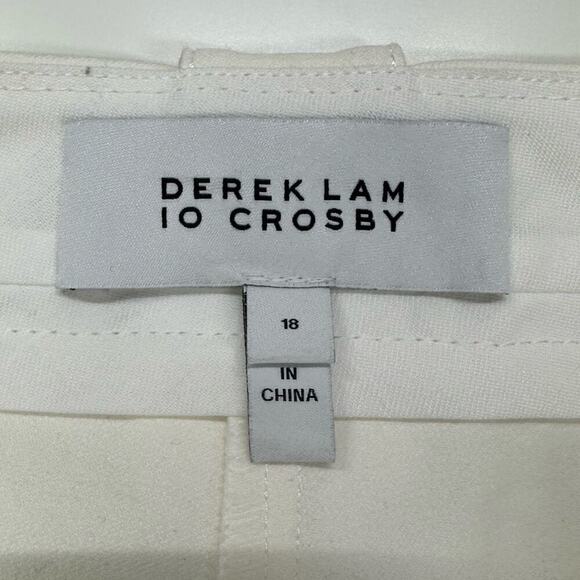 DEREK LAM
10 CROSBY
18
IN
CHINA